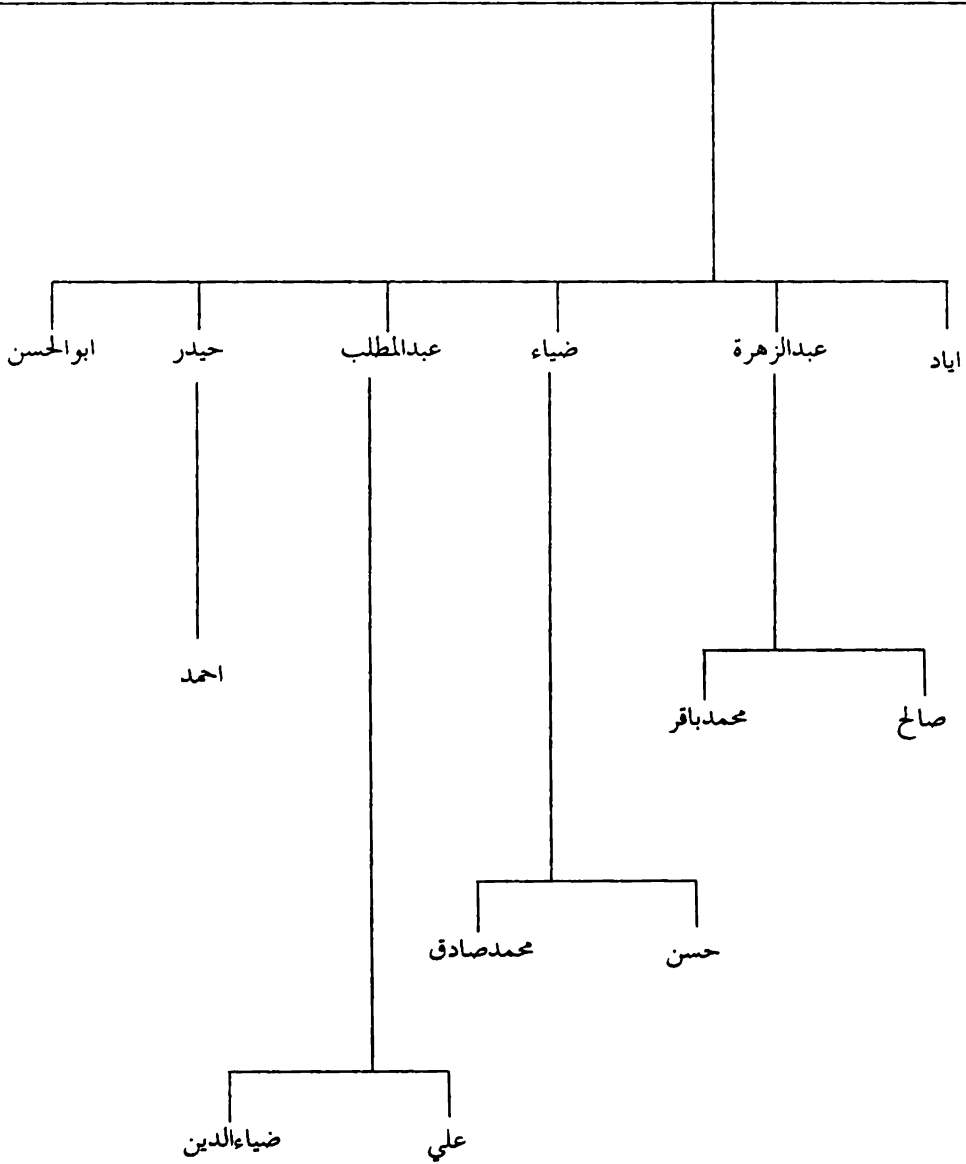 اياد عبدالزهرة ضياء عبدالمطلب حيدر ابوالحسن
احمد
صالح محمدباقر
حسن محمدصادق
علي ضياءالدين